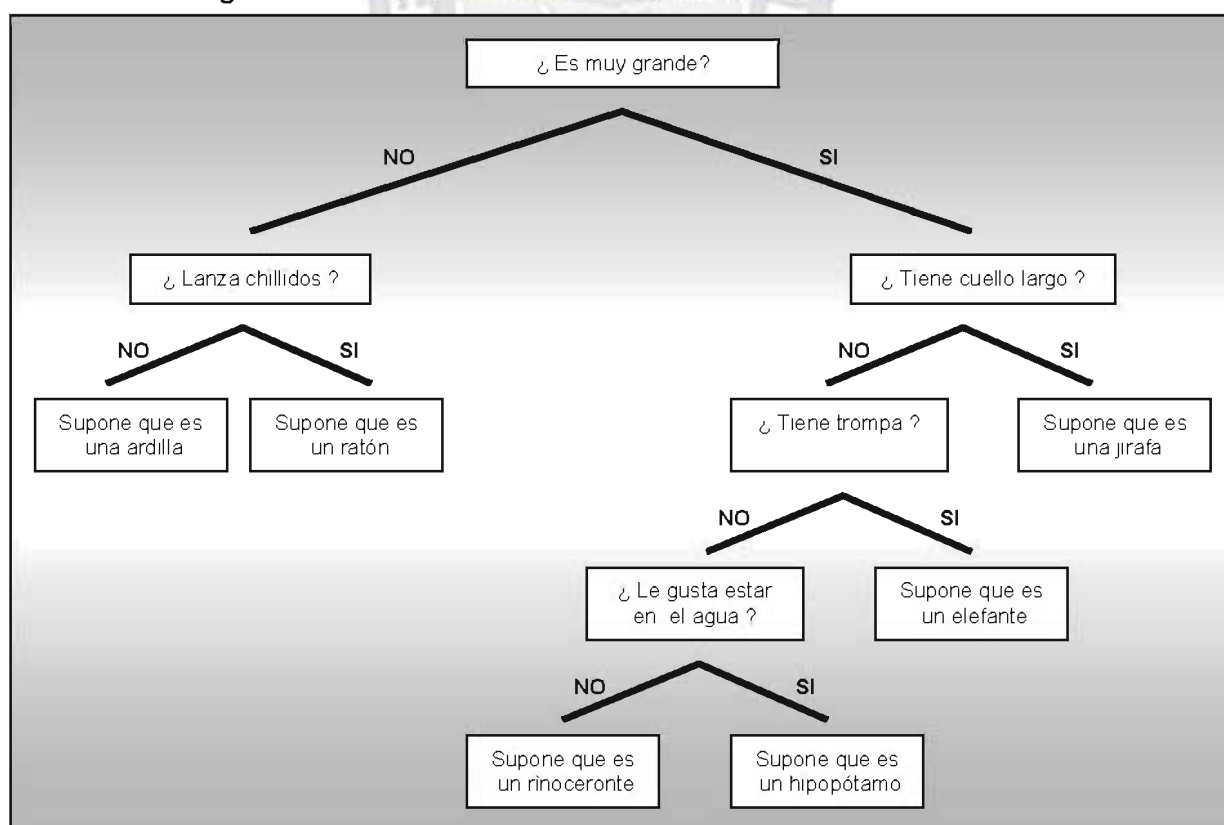 ¿ Es muy grande?
NO
SI
¿ Lanza chillidos ?
¿ Tiene cuello largo ?
NO
SI
NO
SI
Supone que es
una ardilla
Supone que es
un ratón
¿ Tiene trompa ?
Supone que es
una jirafa
NO
SI
¿ Le gusta estar
en el agua ?
Supone que es
un elefante
NO
SI
Supone que es
un rinoceronte
Supone que es
un hipopótamo